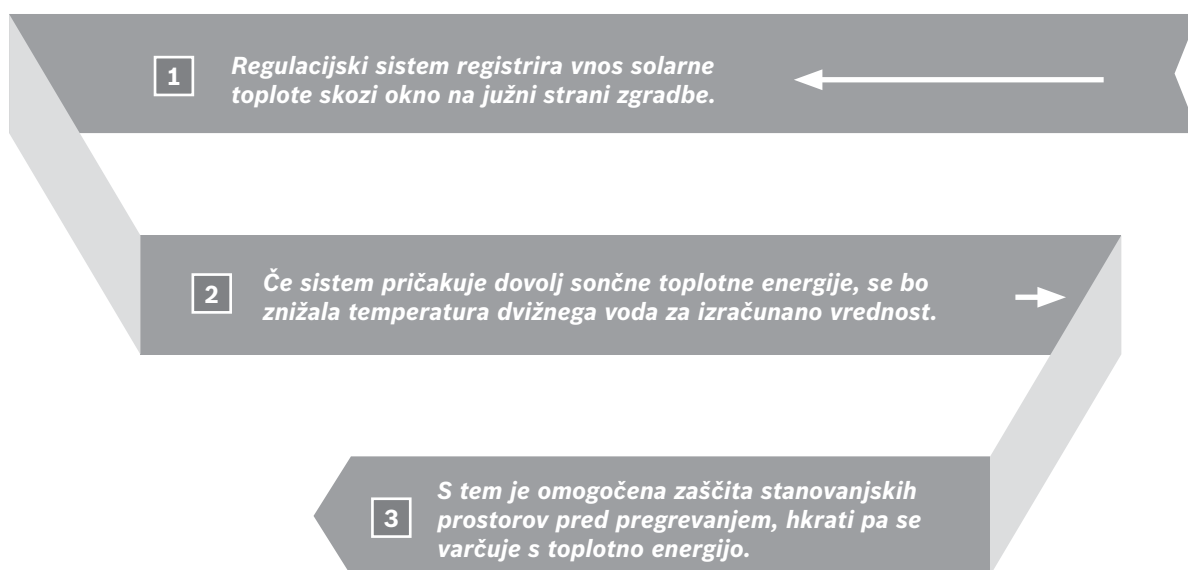 1
Regulacijski sistem registrira vnos solarne
toplote skozi okno na južni strani zgradbe.
2
Če sistem pričakuje dovolj sončne toplotne energije, se bo
znižala temperatura dvižnega voda za izračunano vrednost.
3
S tem je omogočena zaščita stanovanjskih
prostorov pred pregrevanjem, hkrati pa se
varčuje s toplotno energijo.